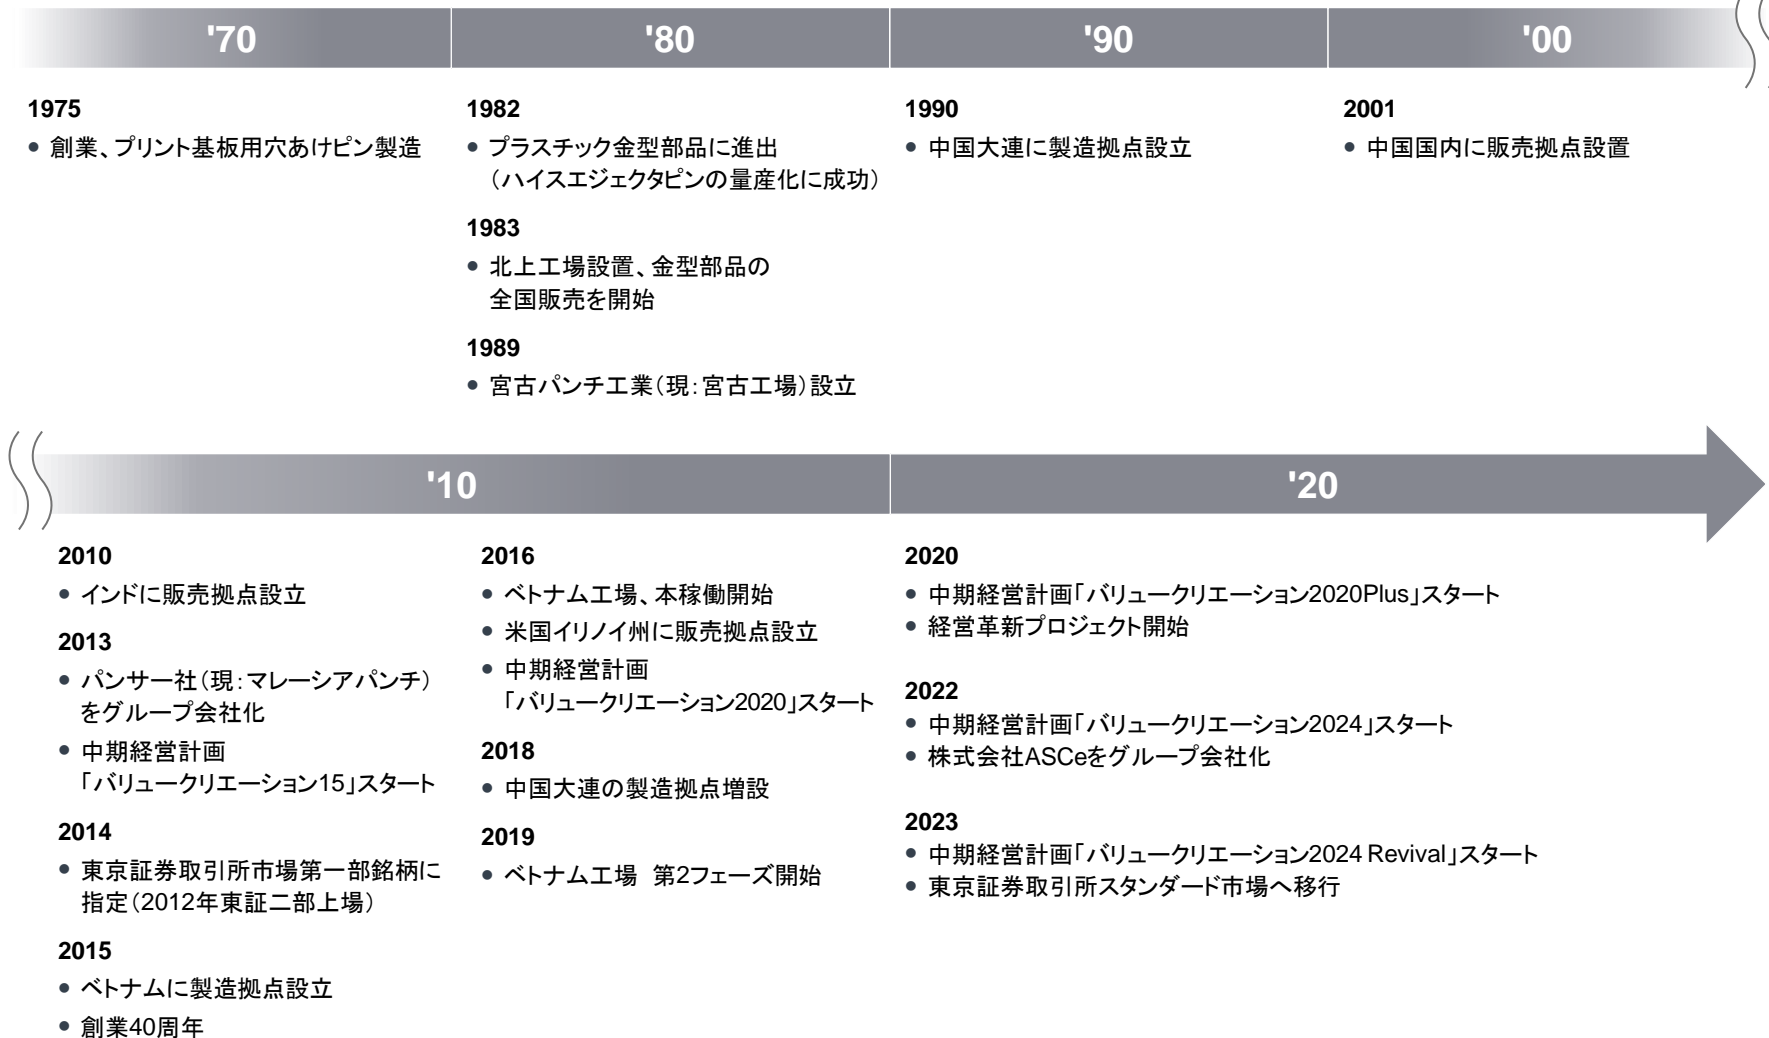 '70
'80
'90
'00
1975
● 創業、プリント基板用穴あけピン製造
1982
● プラスチック金型部品に進出
（ハイスエジェクタピンの量産化に成功）
1983
● 北上工場設置、金型部品の
全国販売を開始
1989
● 宮古パンチ工業（現：宮古工場）設立
1990
● 中国大連に製造拠点設立
2001
● 中国国内に販売拠点設置
'10
'20
2010
● インドに販売拠点設立
2013
● パンサー社（現：マレーシアパンチ）
をグループ会社化
● 中期経営計画
「バリュークリエーション15」スタート
2014
● 東京証券取引所市場第一部銘柄に
指定（2012年東証二部上場）
2015
● ベトナムに製造拠点設立
● 創業40周年
2016
● ベトナム工場、本稼働開始
● 米国イリノイ州に販売拠点設立
● 中期経営計画
「バリュークリエーション2020」スタート
2018
● 中国大連の製造拠点増設
2019
● ベトナム工場　第2フェーズ開始
2020
● 中期経営計画「バリュークリエーション2020Plus」スタート
● 経営革新プロジェクト開始
2022
● 中期経営計画「バリュークリエーション2024」スタート
● 株式会社ASCeをグループ会社化
2023
● 中期経営計画「バリュークリエーション2024 Revival」スタート
● 東京証券取引所スタンダード市場へ移行